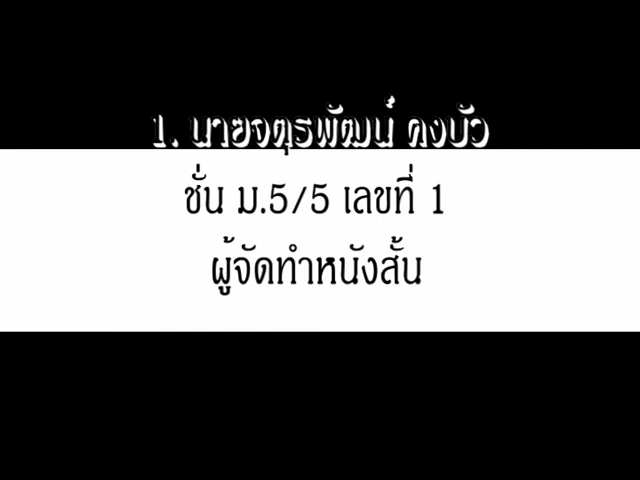 1. นายจตุรพัฒน์ คงบัว
ชั่น ม.5/5 เลขที่ 1
ผู้จัดทำหนังสั้น